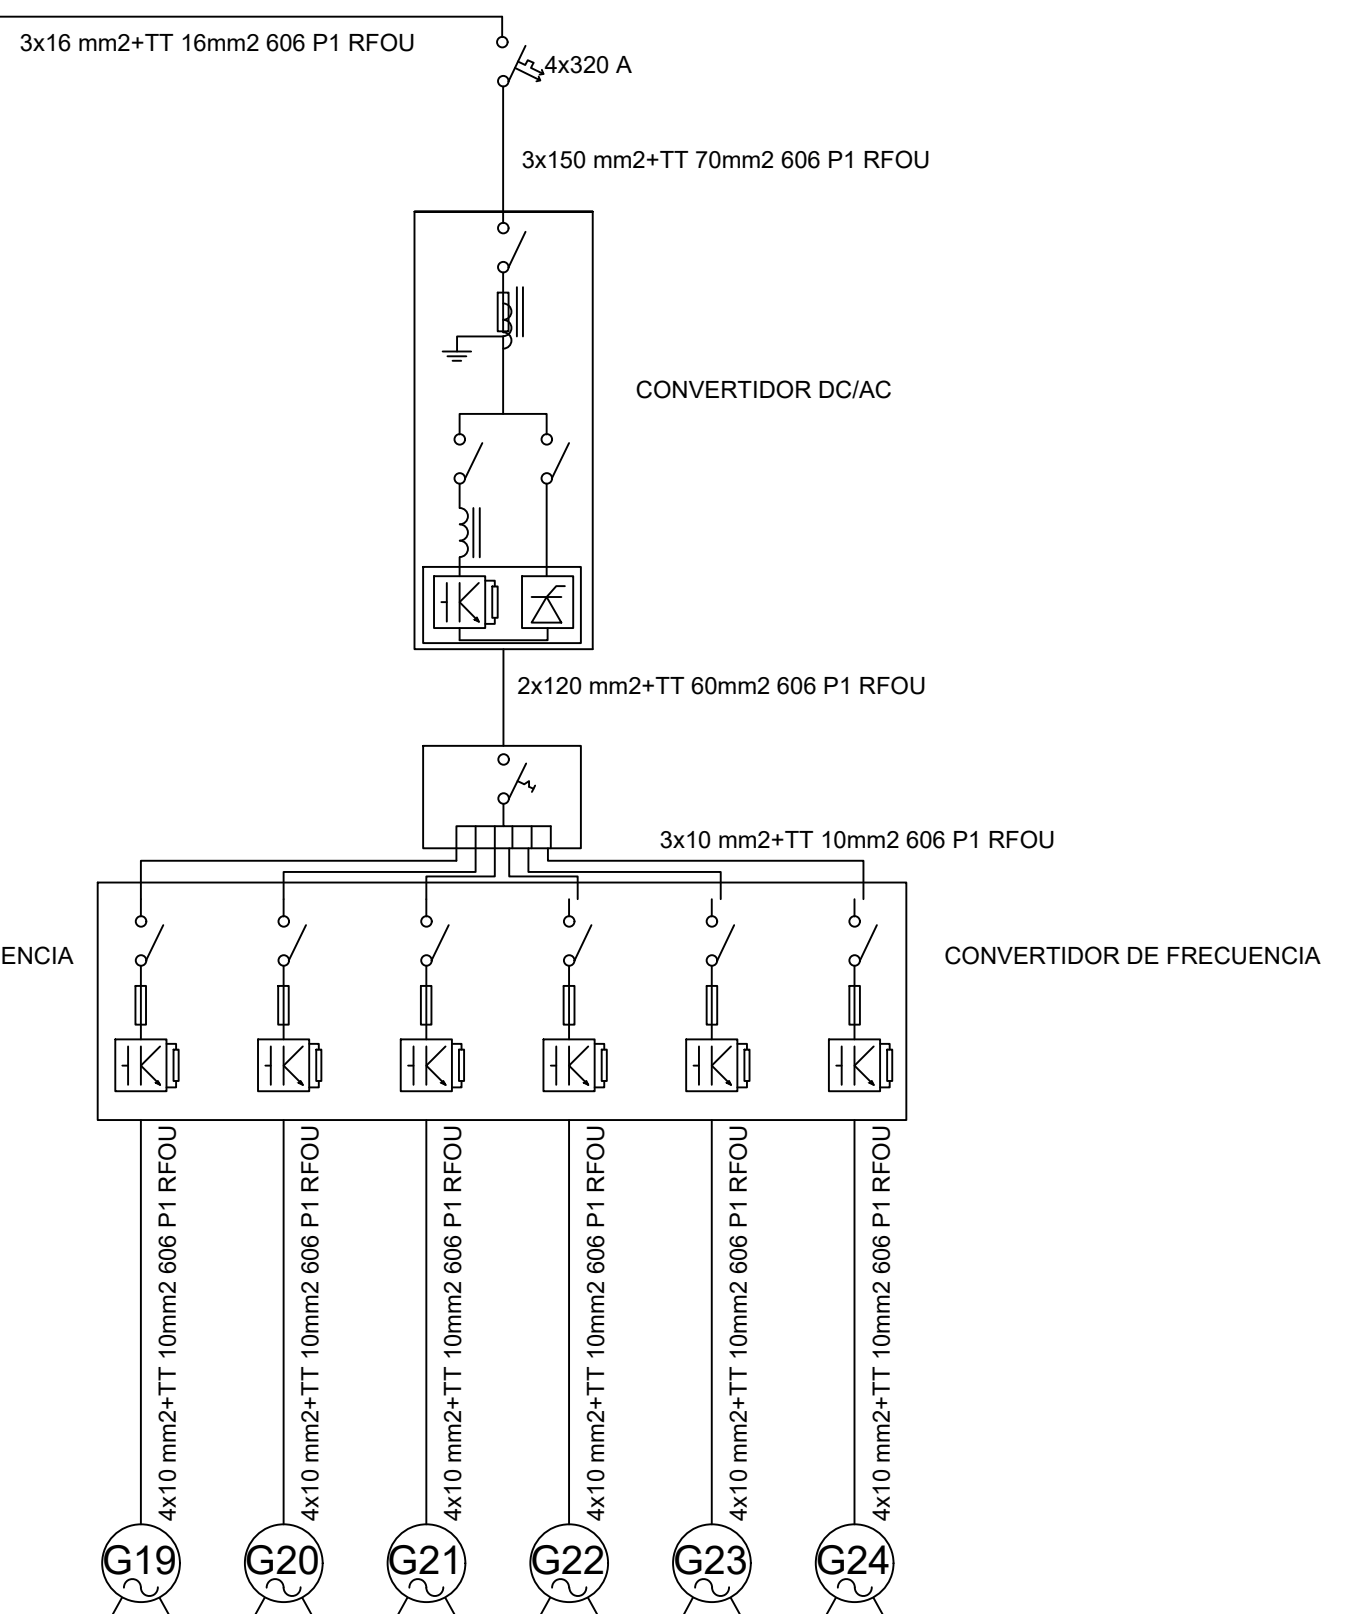 3x16 mm2+TT 16mm2 606 P1 RFOU
4x320 A
3x150 mm2+TT 70mm2 606 P1 RFOU
CONVERTIDOR DC/AC
2x120 mm2+TT 60mm2 606 P1 RFOU
3x10 mm2+TT 10mm2 606 P1 RFOU
ENCIA
CONVERTIDOR DE FRECUENCIA
4x10 mm2+TT 10mm2 606 P1 RFOU
4x10 mm2+TT 10mm2 606 P1 RFOU
4x10 mm2+TT 10mm2 606 P1 RFOU
4x10 mm2+TT 10mm2 606 P1 RFOU
4x10 mm2+TT 10mm2 606 P1 RFOU
4x10 mm2+TT 10mm2 606 P1 RFOU
G19
G20
G21
G22
G23
G24